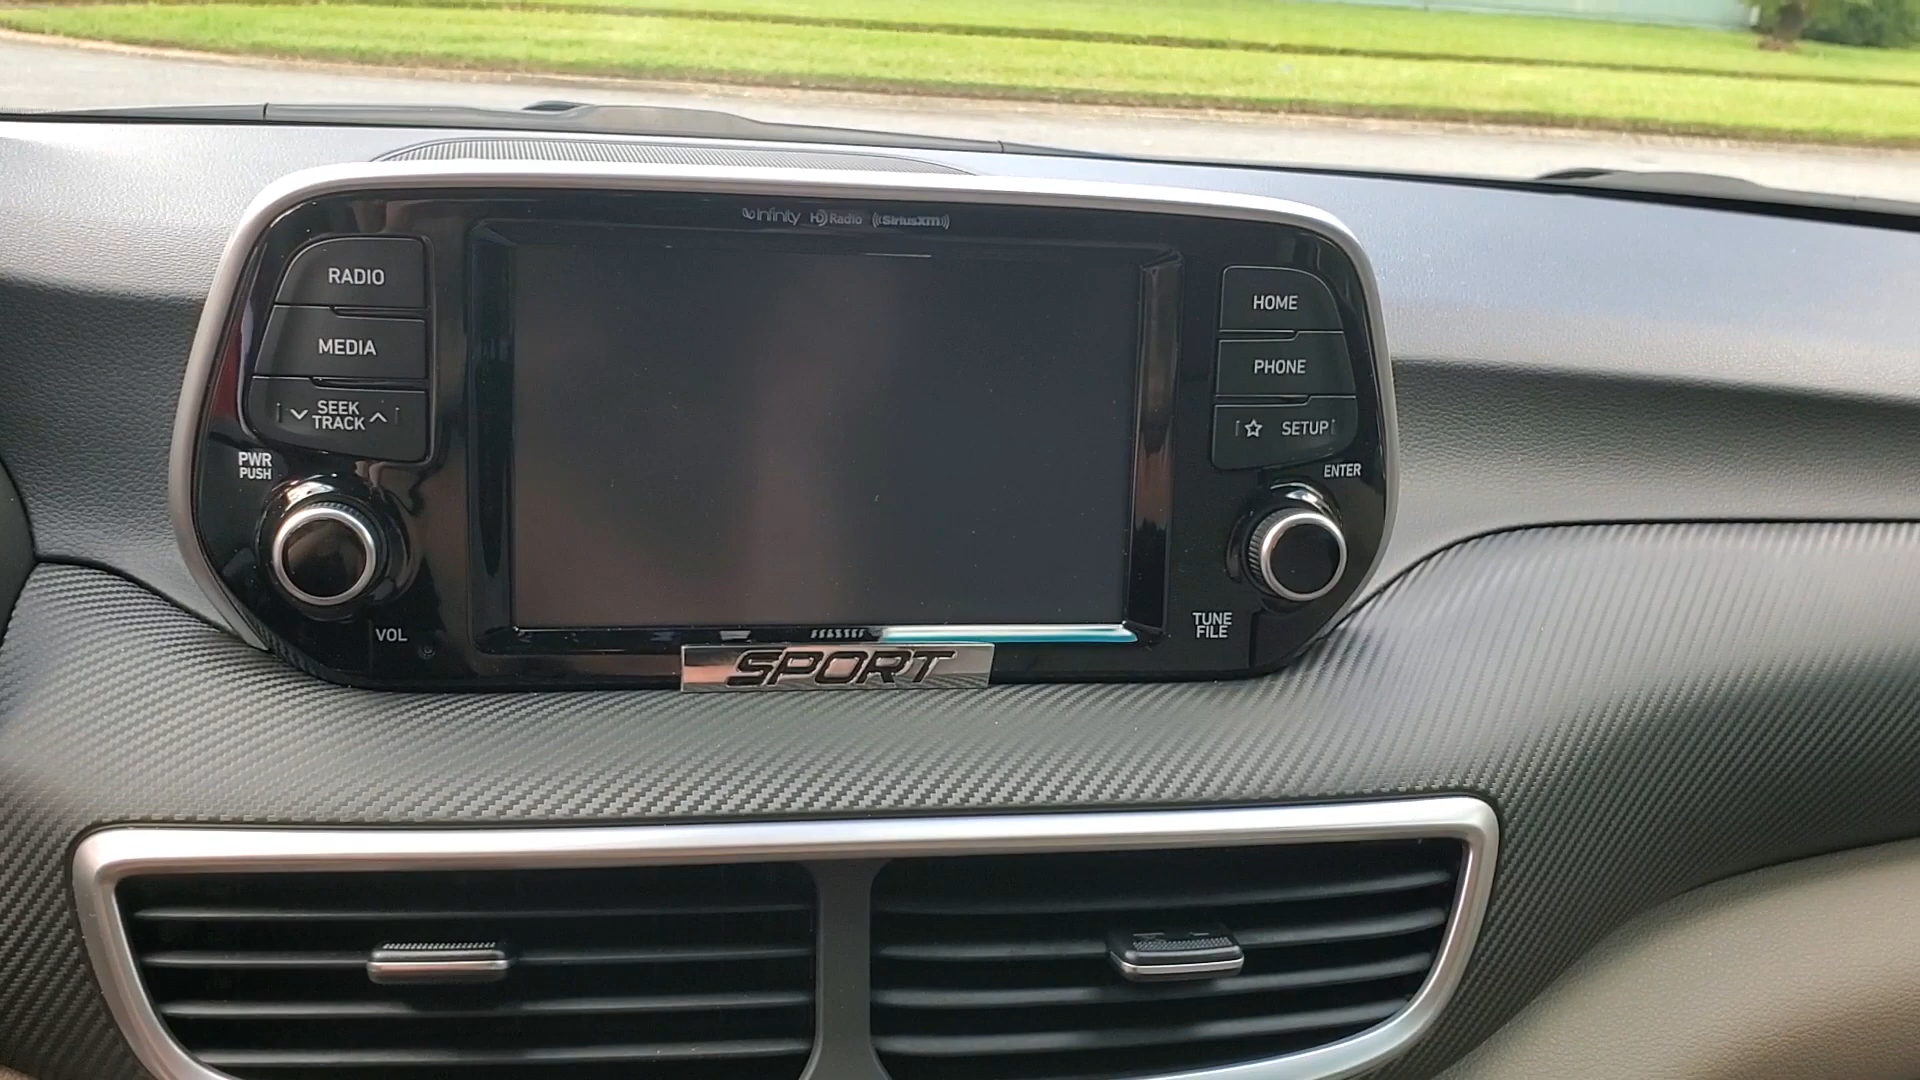 infinity HD Radio ((SiriusXM))
RADIO
MEDIA
SEEK
TRACK
PWR
PUSH
VOL
HOME
PHONE
SETUP
ENTER
TUNE
FILE
SPORT